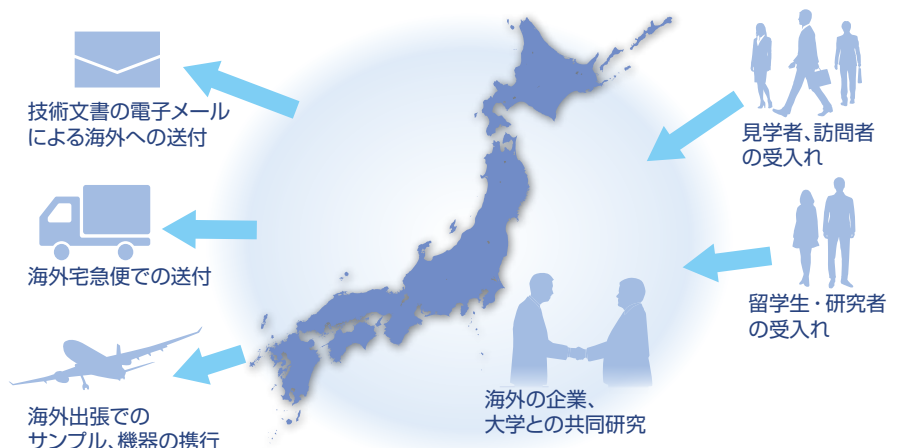 技術文書の電子メール
による海外への送付
海外宅急便での送付
海外出張での
サンプル、機器の携行
見学者、訪問者
の受入れ
留学生・研究者
の受入れ
海外の企業、
大学との共同研究